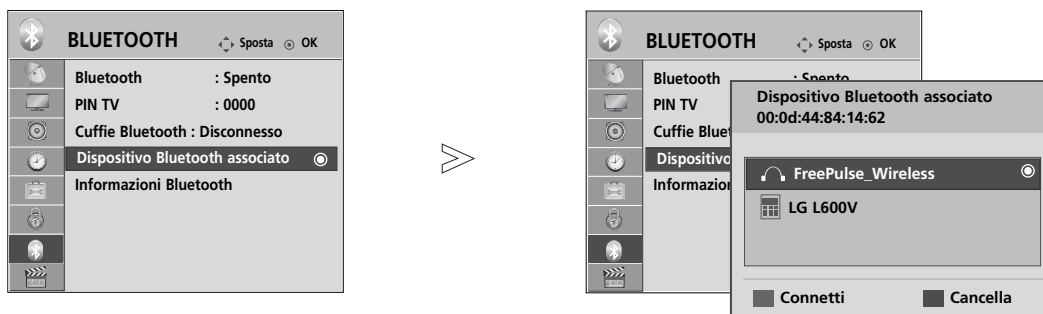 BLUETOOTH Sposta OK
Bluetooth : Spento
PIN TV : 0000
Cuffie Bluetooth : Disconnesso
Dispositivo Bluetooth associato
Informazioni Bluetooth
BLUETOOTH Sposta OK
Bluetooth : Spento
PIN TV
Cuffie Bluet
Dispositivo
Informazion
Dispositivo Bluetooth associato
00:0d:44:84:14:62
FreePulse_Wireless
LG L600V
Connetti Cancella